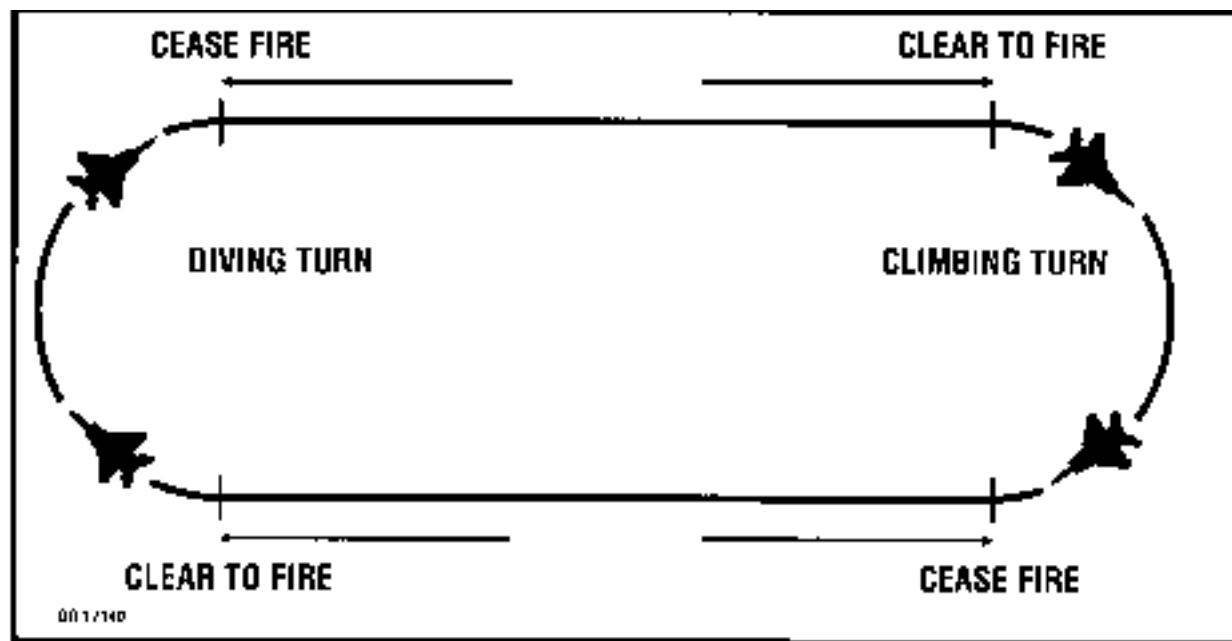 CEASE FIRE
CLEAR TO FIRE
DIVING TURN
CLIMBING TURN
CLEAR TO FIRE
CEASE FIRE